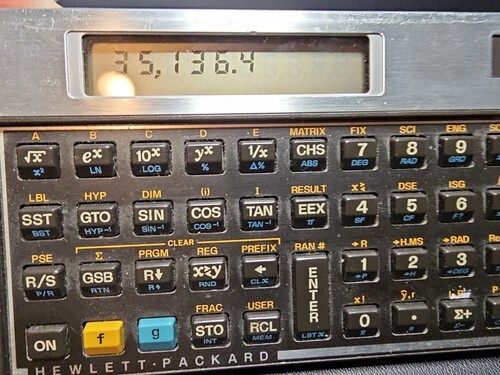 35,136.4
A B C D E MATRIX FIX SCI ENG
√x eˣ 10ˣ yˣ 1/x CHS 7 8 9
x² LN LOG % Δ% ABS DEG RAD GRD
LBL HYP DIM (i) I RESULT x≷ DSE ISG
SST GTO SIN COS TAN EEX 4 5 6
BST HYP⁻¹ SIN⁻¹ COS⁻¹ TAN⁻¹ π SF CF F?
CLEAR
PSE Σ PRGM REG PREFIX RAN # →R →H.MS →RAD
R/S GSB R↓ x≷y ← ENTER 1 2 3
P/R RTN R↑ RND CLx →P →H →DEG
FRAC USER x! ŷ,r
ON f g STO RCL 0 . Σ+
INT MEM LST x x̄ s Σ-
HEWLETT·PACKARD